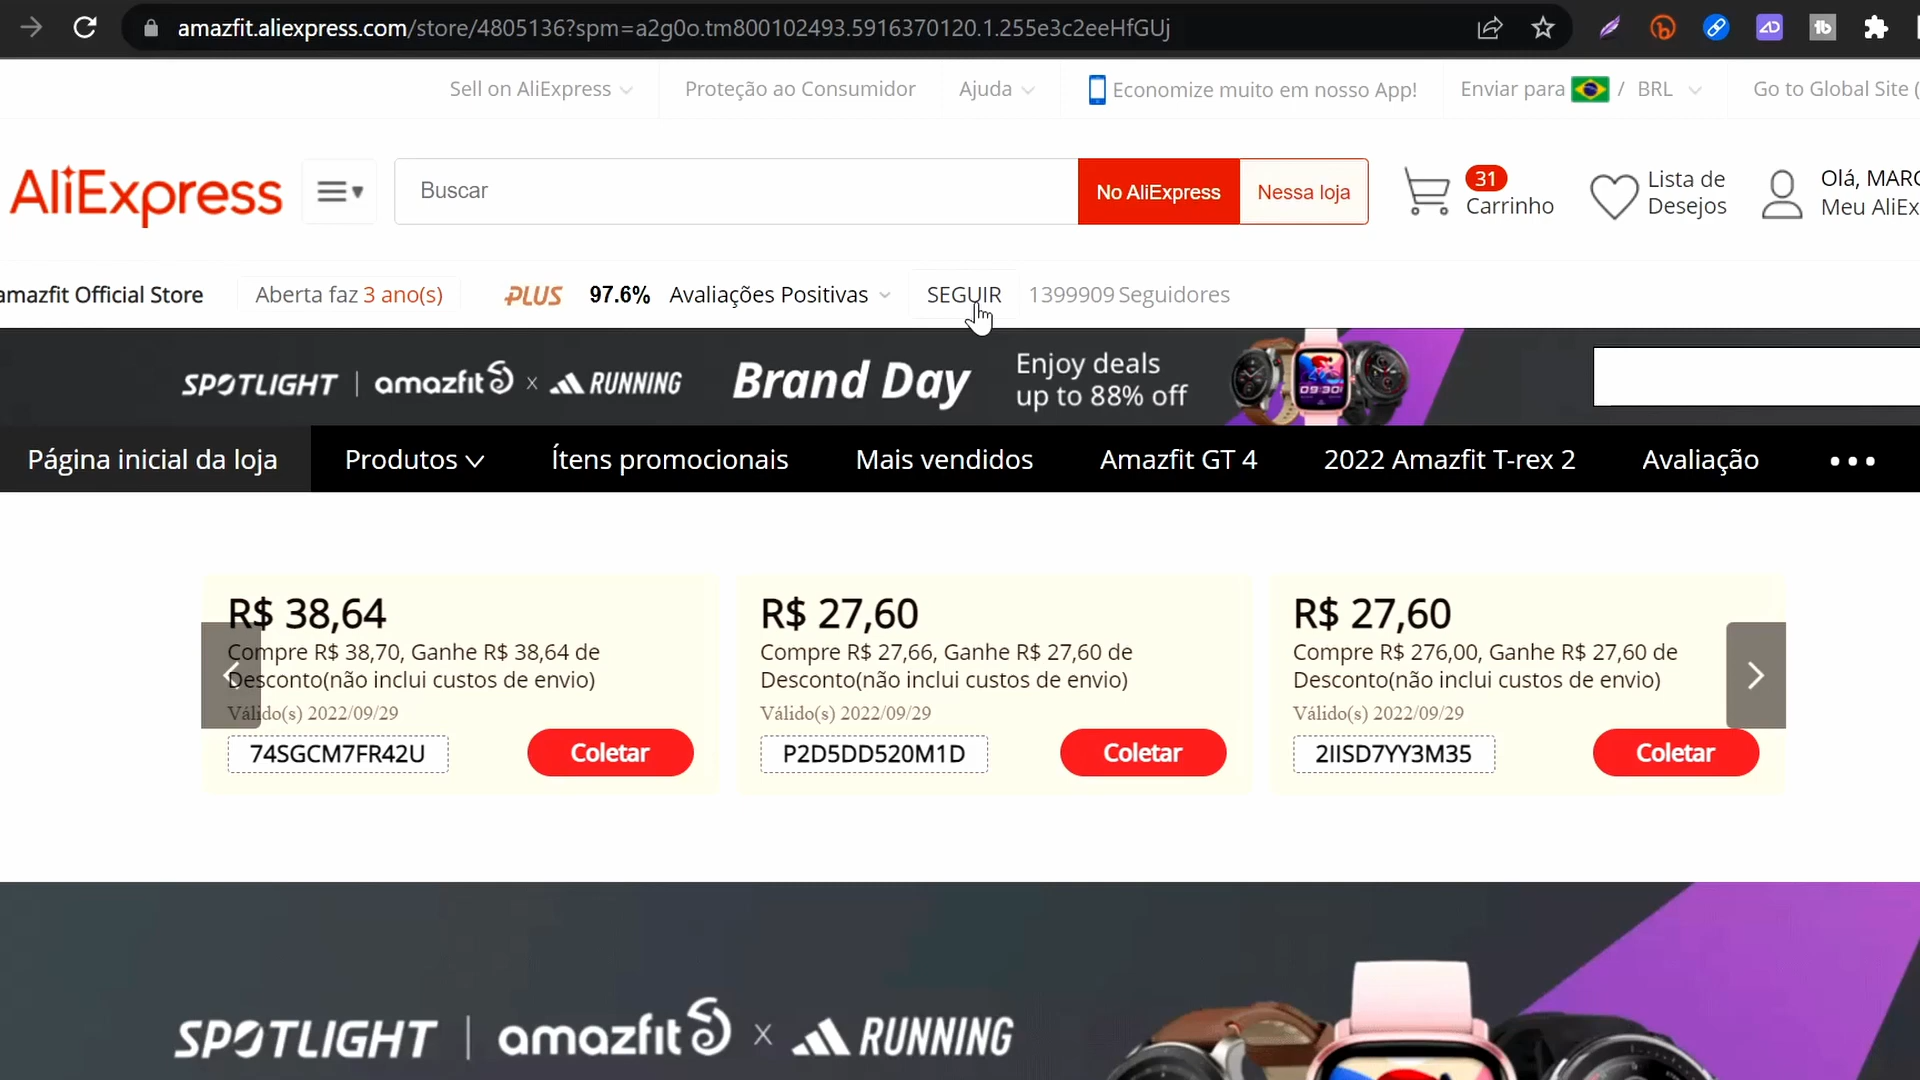 amazfit.aliexpress.com/store/4805136?spm=a2g0o.tm800102493.5916370120.1.255e3c2eeHfGUj
Sell on AliExpress
Proteção ao Consumidor
Ajuda
Economize muito em nosso App!
Enviar para / BRL
Go to Global Site (
AliExpress
Buscar
No AliExpress
Nessa loja
31
Carrinho
Lista de
Desejos
Olá, MARC
Meu AliEx
amazfit Official Store
Aberta faz 3 ano(s)
PLUS
97.6% Avaliações Positivas
SEGUIR
1399909 Seguidores
SPOTLIGHT | amazfit x RUNNING
Brand Day
Enjoy deals
up to 88% off
09:30
Página inicial da loja
Produtos
Ítens promocionais
Mais vendidos
Amazfit GT 4
2022 Amazfit T-rex 2
Avaliação
R$ 38,64
Compre R$ 38,70, Ganhe R$ 38,64 de
Desconto(não inclui custos de envio)
Válido(s) 2022/09/29
74SGCM7FR42U
Coletar
R$ 27,60
Compre R$ 27,66, Ganhe R$ 27,60 de
Desconto(não inclui custos de envio)
Válido(s) 2022/09/29
P2D5DD520M1D
Coletar
R$ 27,60
Compre R$ 276,00, Ganhe R$ 27,60 de
Desconto(não inclui custos de envio)
Válido(s) 2022/09/29
2IISD7YY3M35
Coletar
SPOTLIGHT | amazfit x RUNNING